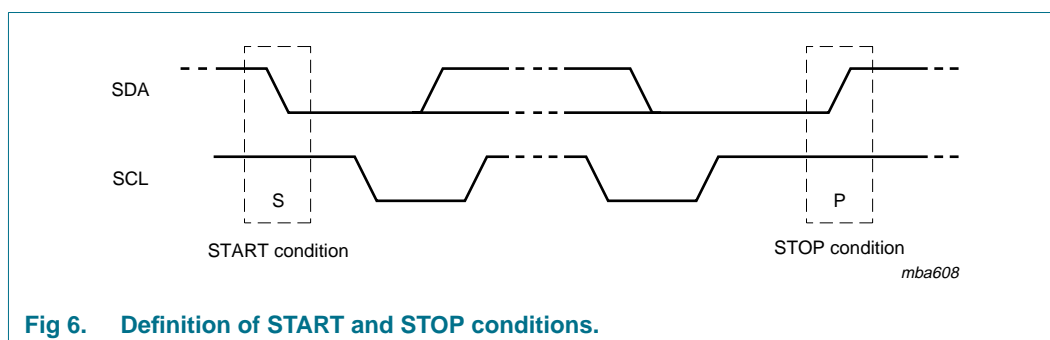 SDA
SCL
S
P
START condition
STOP condition
mba608
Fig 6. Definition of START and STOP conditions.